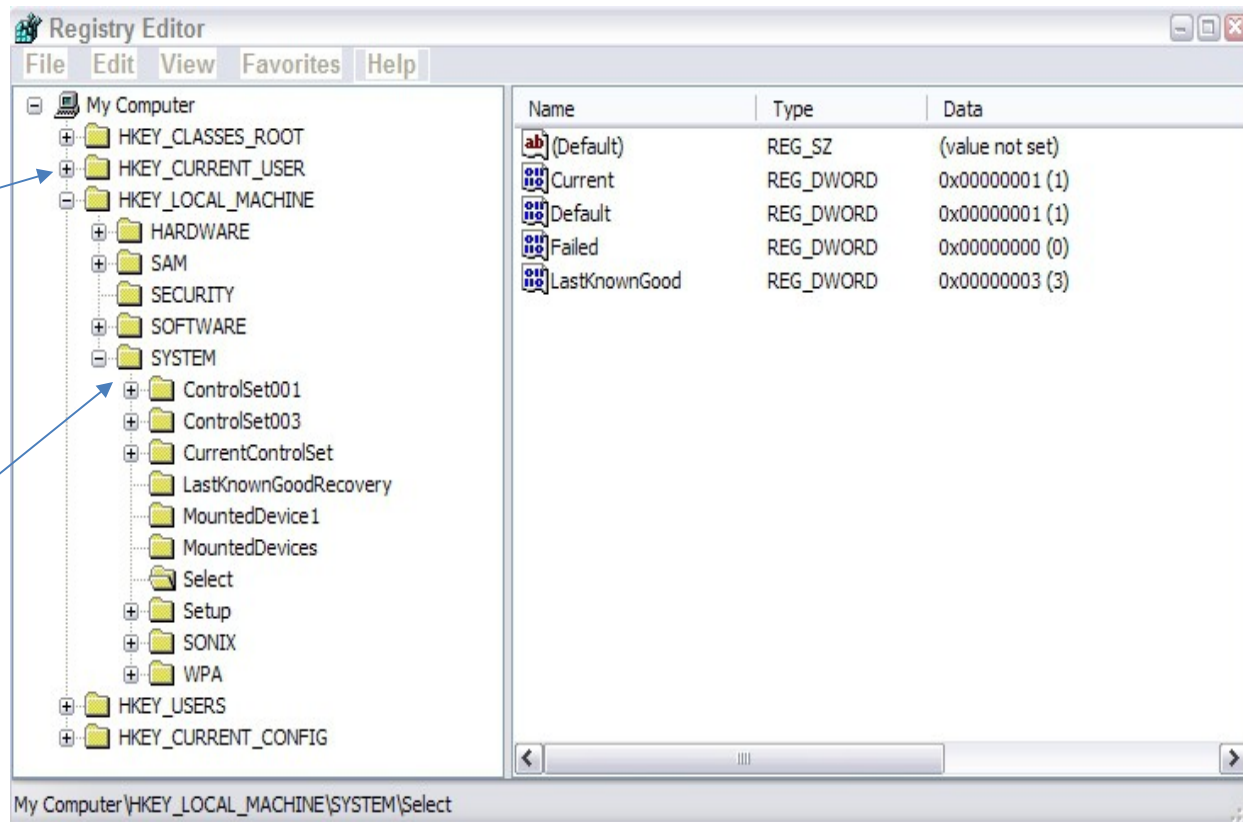 Registry Editor
File Edit View Favorites Help
My Computer
HKEY_CLASSES_ROOT
HKEY_CURRENT_USER
HKEY_LOCAL_MACHINE
HARDWARE
SAM
SECURITY
SOFTWARE
SYSTEM
ControlSet001
ControlSet003
CurrentControlSet
LastKnownGoodRecovery
MountedDevice1
MountedDevices
Select
Setup
SONIX
WPA
HKEY_USERS
HKEY_CURRENT_CONFIG
Name Type Data
(Default) REG_SZ (value not set)
Current REG_DWORD 0x00000001 (1)
Default REG_DWORD 0x00000001 (1)
Failed REG_DWORD 0x00000000 (0)
LastKnownGood REG_DWORD 0x00000003 (3)
My Computer\HKEY_LOCAL_MACHINE\SYSTEM\Select